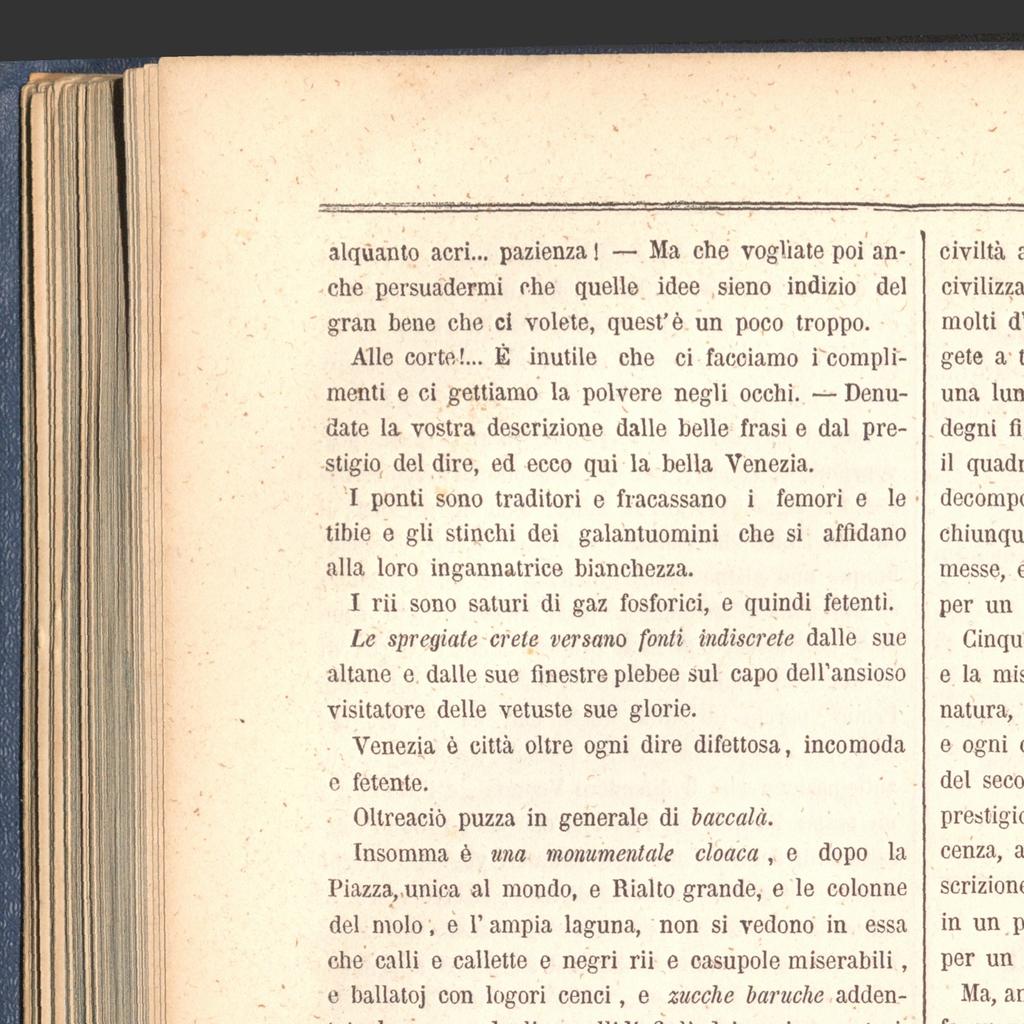 alquanto acri... pazienza! — Ma che vogliate poi an-
che persuadermi che quelle idee sieno indizio del
gran bene che ci volete, quest'è un poco troppo.
Alle corte!... È inutile che ci facciamo i compli-
menti e ci gettiamo la polvere negli occhi. — Denu-
date la vostra descrizione dalle belle frasi e dal pre-
stigio del dire, ed ecco qui la bella Venezia.
I ponti sono traditori e fracassano i femori e le
tibie e gli stinchi dei galantuomini che si affidano
alla loro ingannatrice bianchezza.
I rii sono saturi di gaz fosforici, e quindi fetenti.
Le spregiate crete versano fonti indiscrete dalle sue
altane e dalle sue finestre plebee sul capo dell'ansioso
visitatore delle vetuste sue glorie.
Venezia è città oltre ogni dire difettosa, incomoda
e fetente.
Oltreaciò puzza in generale di baccalà.
Insomma è una monumentale cloaca, e dopo la
Piazza, unica al mondo, e Rialto grande, e le colonne
del molo, e l'ampia laguna, non si vedono in essa
che calli e callette e negri rii e casupole miserabili,
e ballatoj con logori cenci, e zucche baruche adden-
civiltà a
civilizza
molti d'
gete a t
una lun
degni fi
il quadr
decompo
chiunqu
messe, e
per un
Cinqu
e la mis
natura,
e ogni
del seco
prestigio
cenza, a
scrizione
in un p
per un
Ma, an